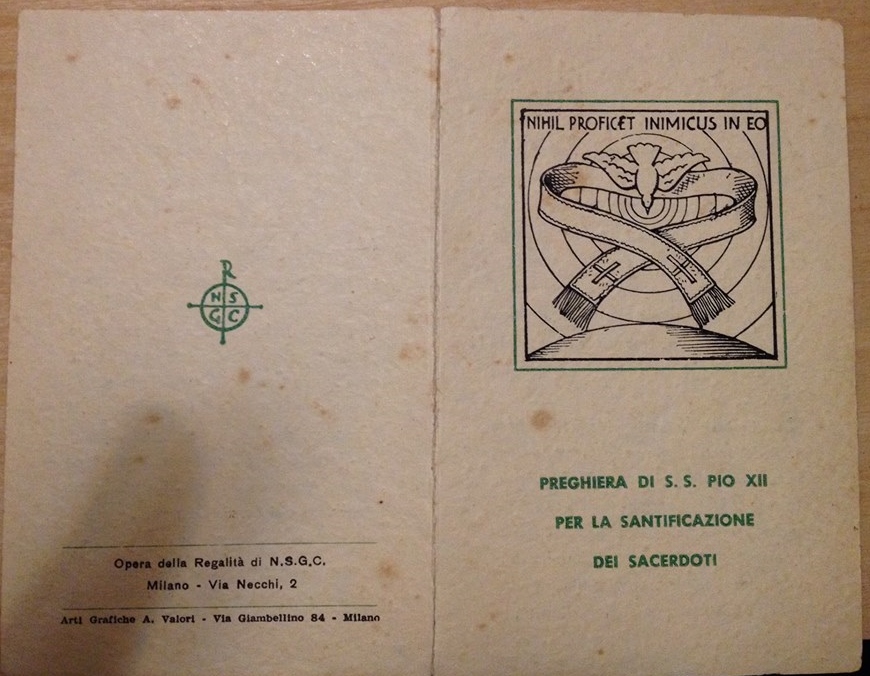 R
N S
G C
Opera della Regalità di N.S.G.C.
Milano - Via Necchi, 2
Arti Grafiche A. Valori - Via Giambellino 84 - Milano
NIHIL PROFICET INIMICUS IN EO
PREGHIERA DI S. S. PIO XII
PER LA SANTIFICAZIONE
DEI SACERDOTI